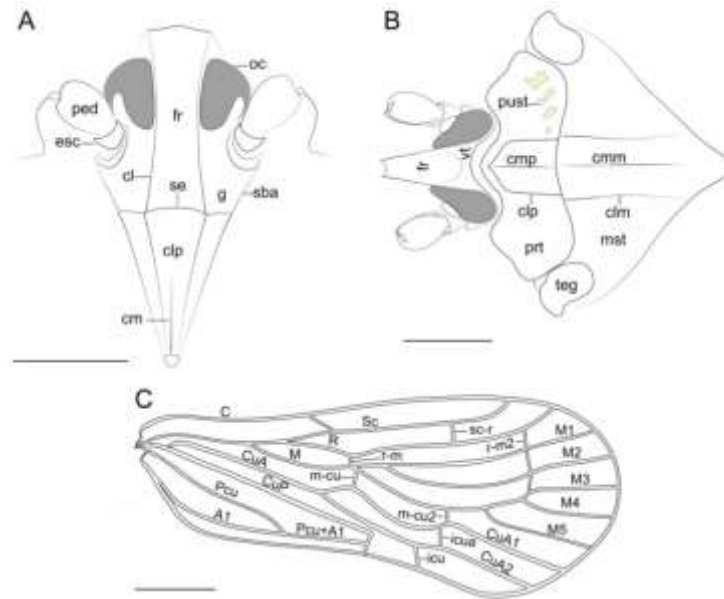 A
oc
ped
fr
esc
cl
se
g
sba
clp
cm
B
pust
vt
fr
cmp
cmm
clp
clm
prt
mst
teg
C
C
Sc
sc-r
R
M1
r-m
r-m2
M
M2
CuA
m-cu
M3
CuP
M4
Pcu
m-cu2
M5
A1
CuA1
Pcu+A1
icua
icu
CuA2